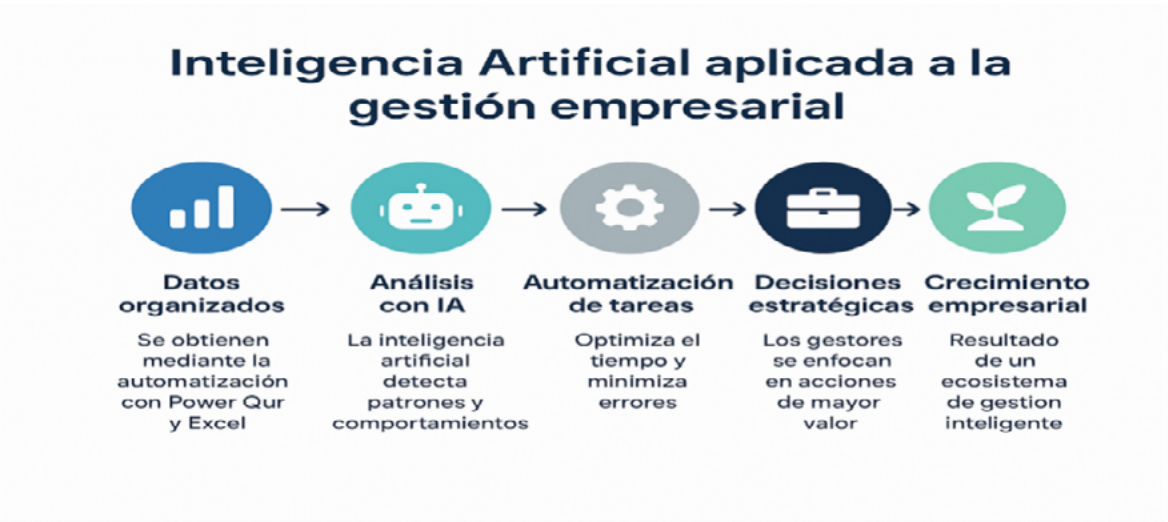 Inteligencia Artificial aplicada a la
gestión empresarial
Datos
organizados
Se obtienen
mediante la
automatización
con Power Qur
y Excel
Análisis
con IA
La inteligencia
artificial
detecta
patrones y
comportamientos
Automatización
de tareas
Optimiza el
tiempo y
minimiza
errores
Decisiones
estratégicas
Los gestores
se enfocan
en acciones
de mayor
valor
Crecimiento
empresarial
Resultado
de un
ecosistema
de gestion
inteligente